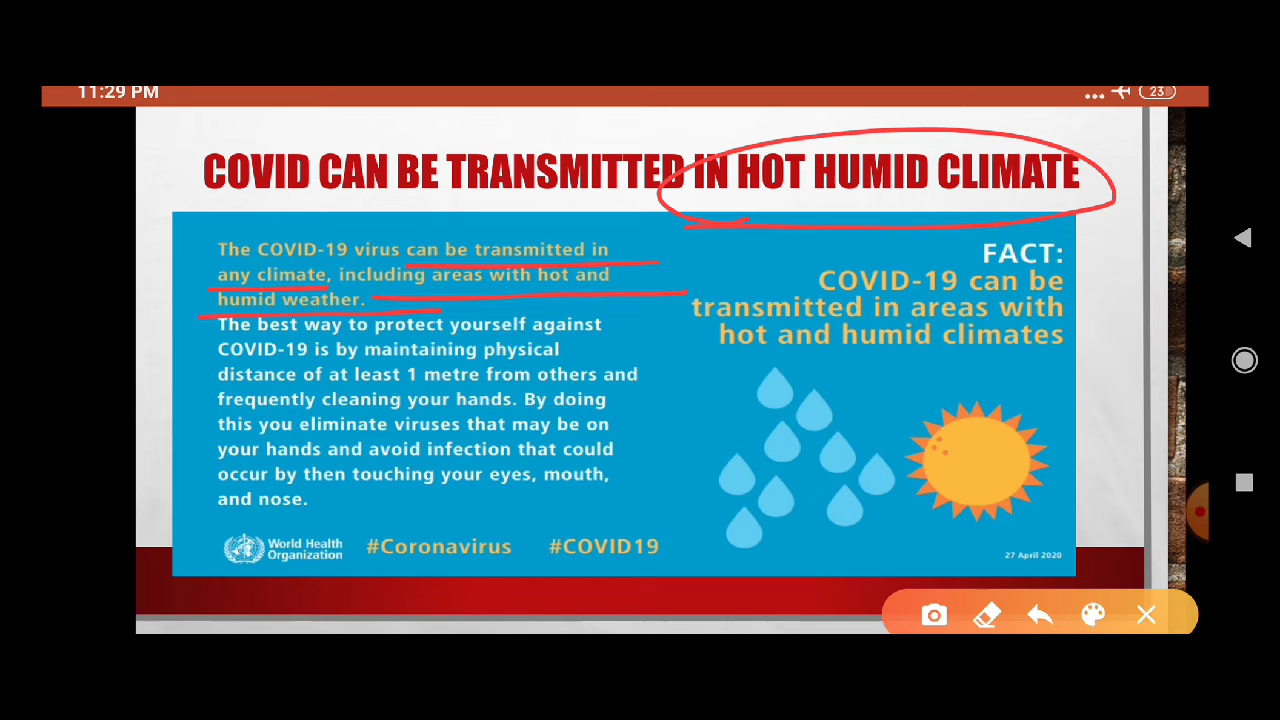 11:29 PM
23
COVID CAN BE TRANSMITTED IN HOT HUMID CLIMATE
The COVID-19 virus can be transmitted in
any climate, including areas with hot and
humid weather.
The best way to protect yourself against
COVID-19 is by maintaining physical
distance of at least 1 metre from others and
frequently cleaning your hands. By doing
this you eliminate viruses that may be on
your hands and avoid infection that could
occur by then touching your eyes, mouth,
and nose.
FACT:
COVID-19 can be
transmitted in areas with
hot and humid climates
World Health
Organization
#Coronavirus #COVID19
27 April 2020